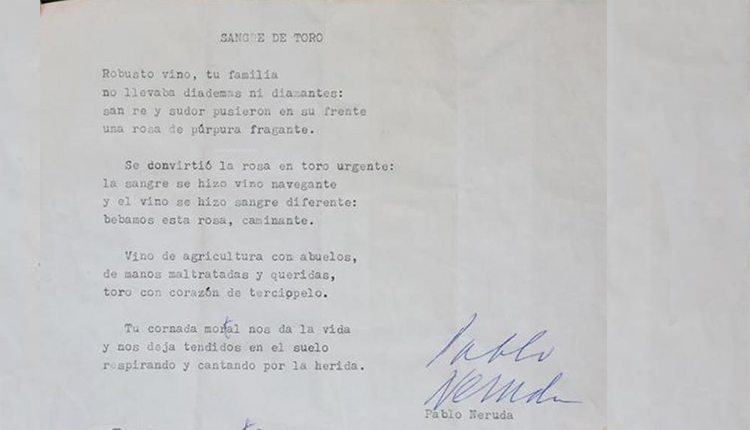 SANGRE DE TORO
Robusto vino, tu familia
no llevaba diademas ni diamantes:
san re y sudor pusieron en su frente
una rosa de púrpura fragante.
Se donvirtió la rosa en toro urgente:
la sangre se hizo vino navegante
y el vino se hizo sangre diferente:
bebamos esta rosa, caminante.
Vino de agricultura con abuelos,
de manos maltratadas y queridas,
toro con corazón de terciopelo.
Tu cornada mortal nos da la vida
y nos deja tendidos en el suelo
respirando y cantando por la herida.
Pablo
Neruda
Pablo Neruda